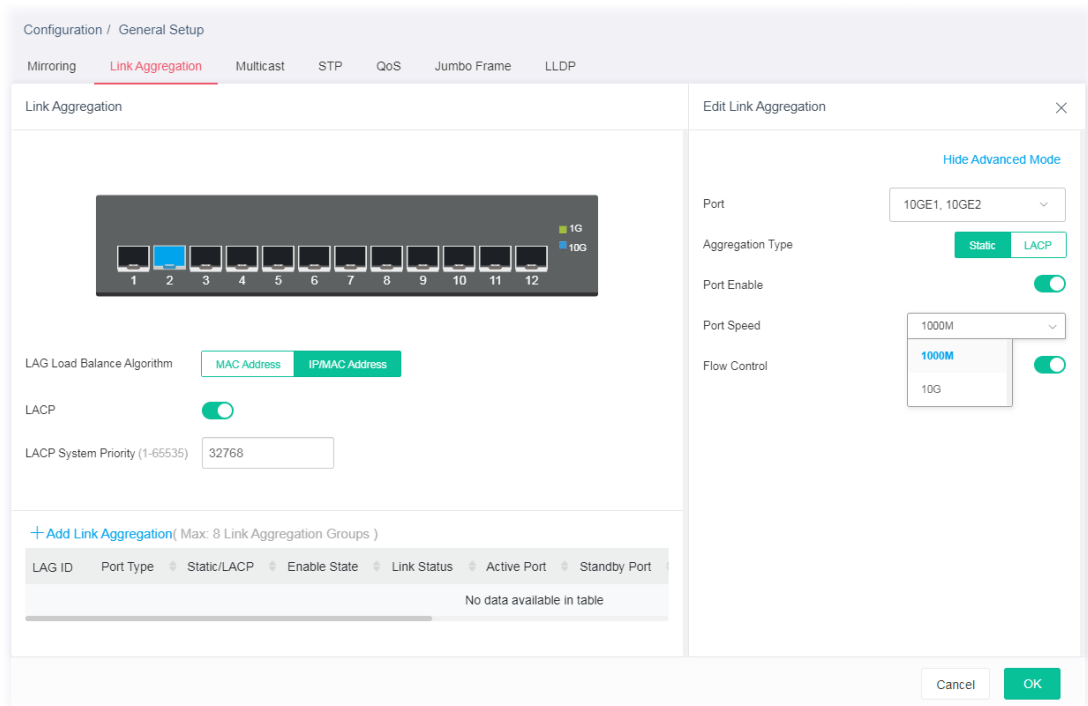 Configuration / General Setup
Mirroring Link Aggregation Multicast STP QoS Jumbo Frame LLDP
Link Aggregation
1G
10G
1 2 3 4 5 6 7 8 9 10 11 12
LAG Load Balance Algorithm MAC Address IP/MAC Address
LACP
LACP System Priority (1-65535) 32768
+ Add Link Aggregation( Max: 8 Link Aggregation Groups )
LAG ID Port Type Static/LACP Enable State Link Status Active Port Standby Port
No data available in table
Edit Link Aggregation
Hide Advanced Mode
Port 10GE1, 10GE2
Aggregation Type Static LACP
Port Enable
Port Speed 1000M
1000M
Flow Control
10G
Cancel OK